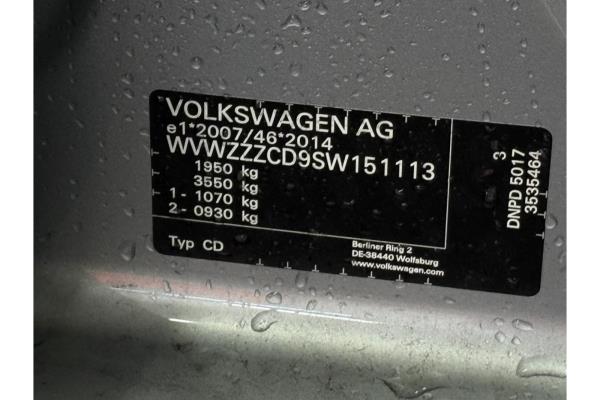 VOLKSWAGEN AG
e1*2007/46*2014
WVWZZZCD9SW151113
1950 kg
3550 kg
1- 1070 kg
2- 0930 kg
Typ CD
Berliner Ring 2
DE-38440 Wolfsburg
www.volkswagen.com
3
DNPD 5017
3535464